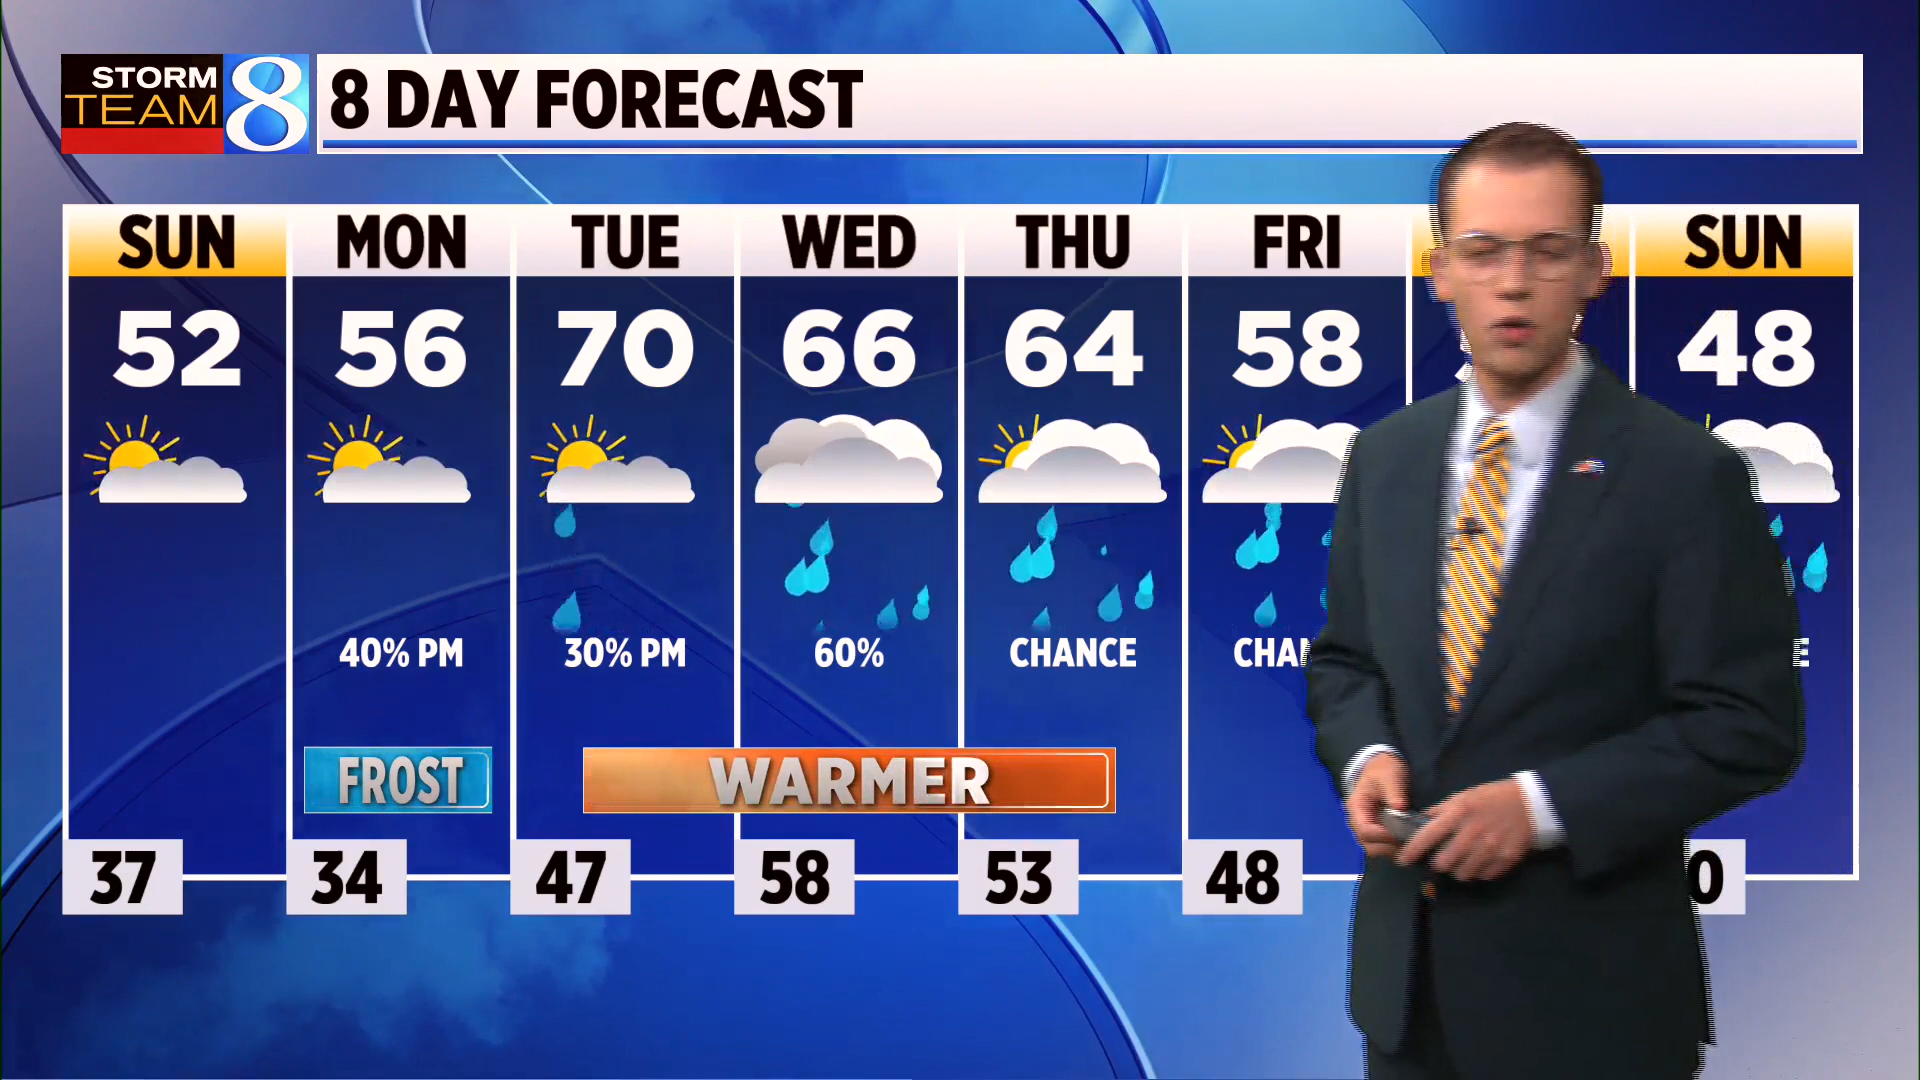 STORM
TEAM 8
8 DAY FORECAST
SUN MON TUE WED THU FRI SUN
52 56 70 66 64 58 48
40% PM 30% PM 60% CHANCE
FROST WARMER
37 34 47 58 53 48